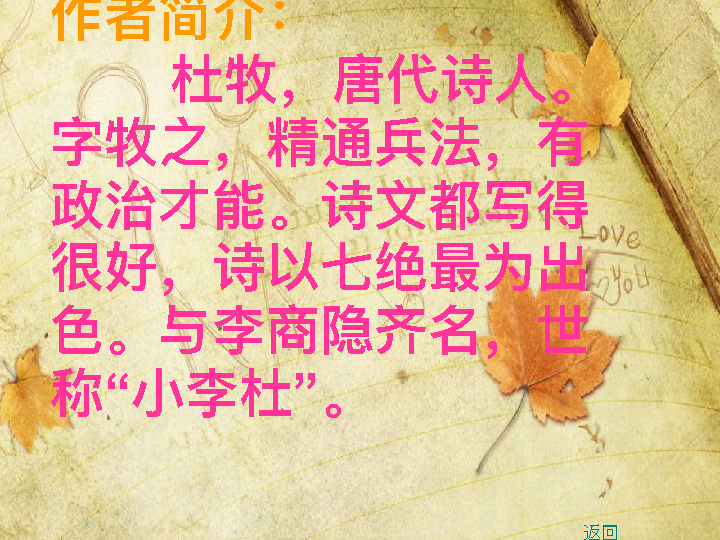 作者简介：
杜牧，唐代诗人。
字牧之，精通兵法，有
政治才能。诗文都写得
很好，诗以七绝最为出
色。与李商隐齐名，世
称“小李杜”。
Love
You
返回